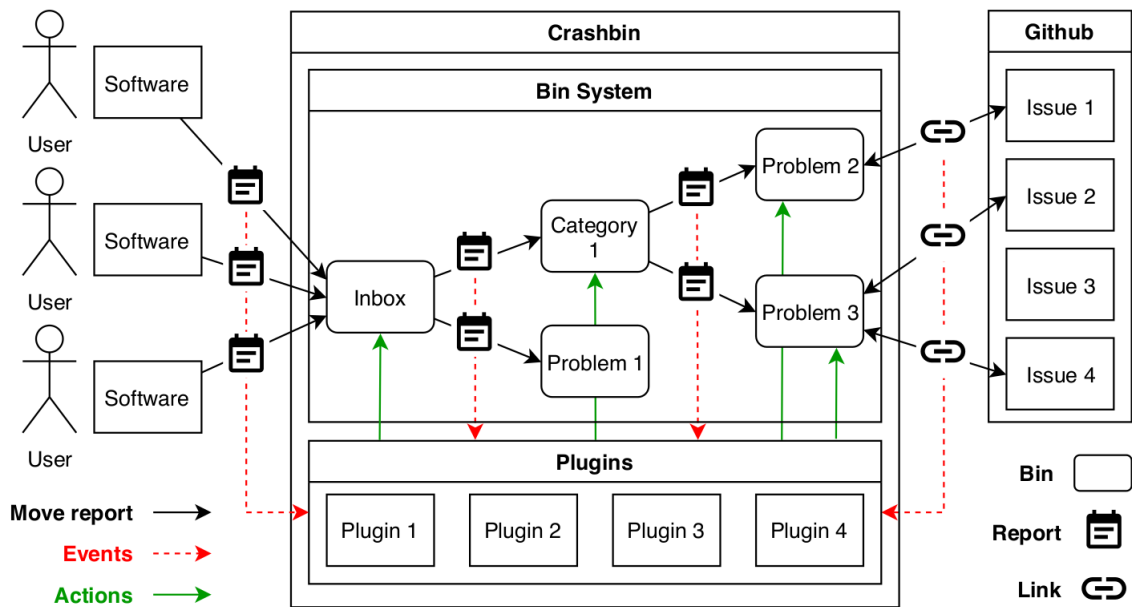 Crashbin
Github
Bin System
Software
User
Software
User
Software
User
Inbox
Category
1
Problem 1
Problem 2
Problem 3
Issue 1
Issue 2
Issue 3
Issue 4
Plugins
Plugin 1
Plugin 2
Plugin 3
Plugin 4
Move report
Events
Actions
Bin
Report
Link